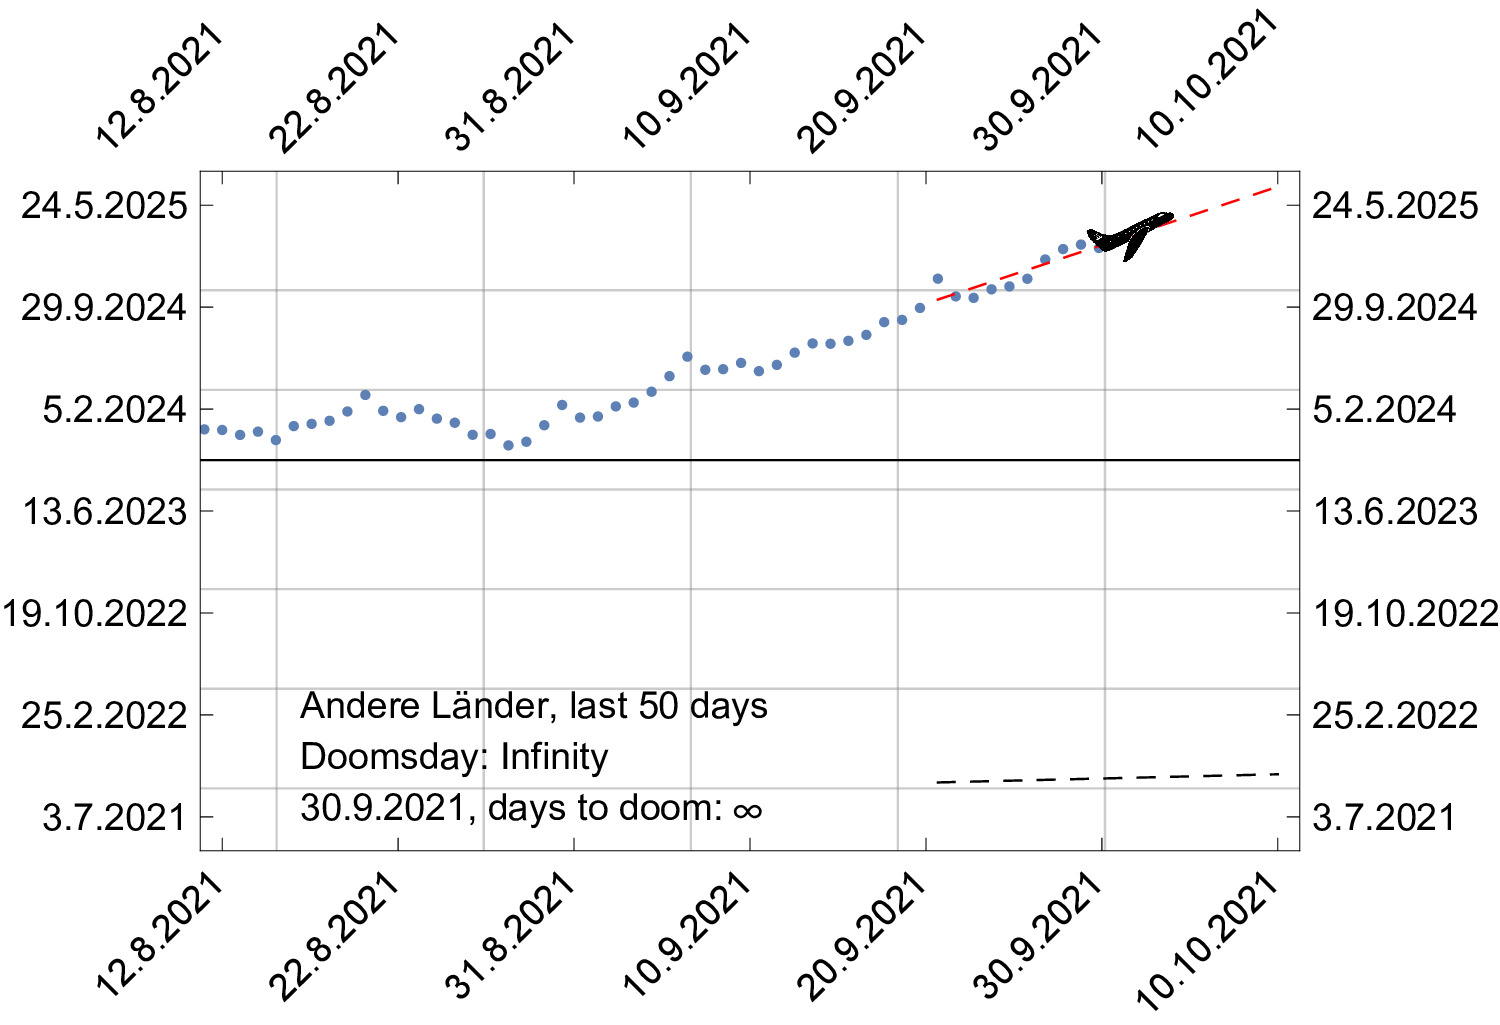 12.8.2021 22.8.2021 31.8.2021 10.9.2021 20.9.2021 30.9.2021 10.10.2021
24.5.2025 24.5.2025
29.9.2024 29.9.2024
5.2.2024 5.2.2024
13.6.2023 13.6.2023
19.10.2022 19.10.2022
25.2.2022 25.2.2022
3.7.2021 3.7.2021
Andere Länder, last 50 days
Doomsday: Infinity
30.9.2021, days to doom: ∞
12.8.2021 22.8.2021 31.8.2021 10.9.2021 20.9.2021 30.9.2021 10.10.2021